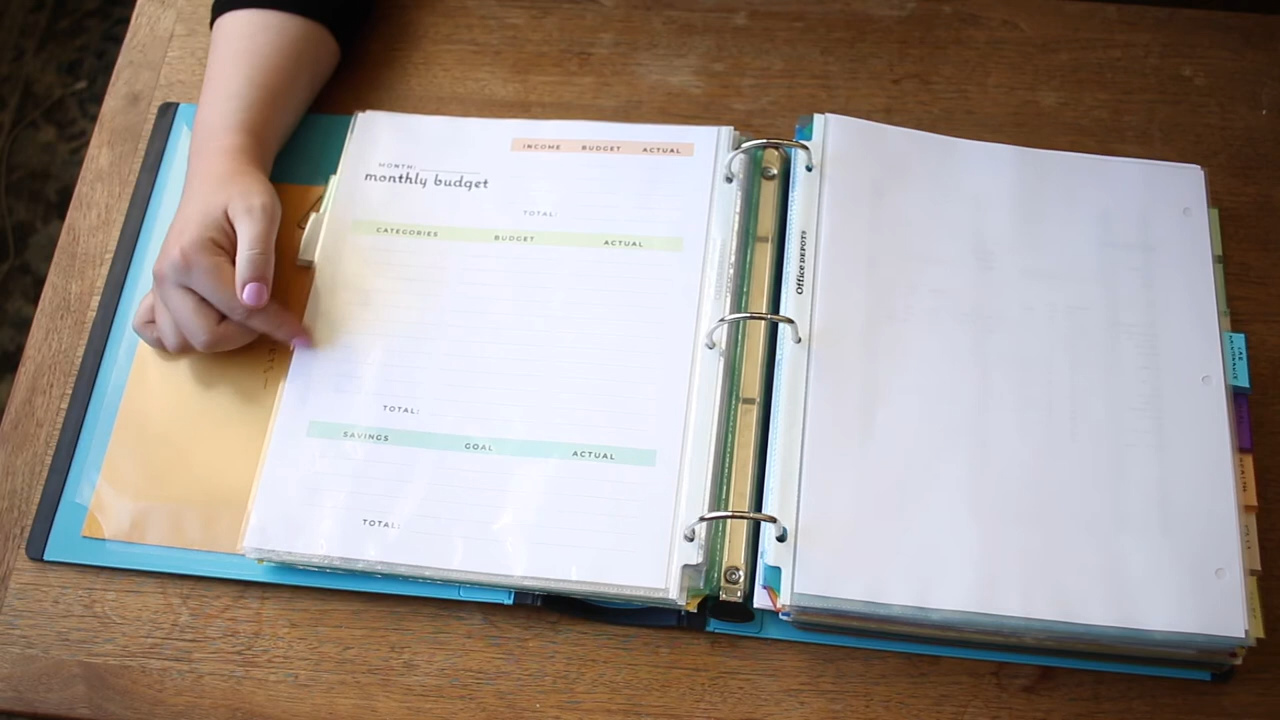 INCOME BUDGET ACTUAL
MONTH:
monthly budget
TOTAL:
CATEGORIES BUDGET ACTUAL
TOTAL:
SAVINGS GOAL ACTUAL
TOTAL:
Office DEPOT